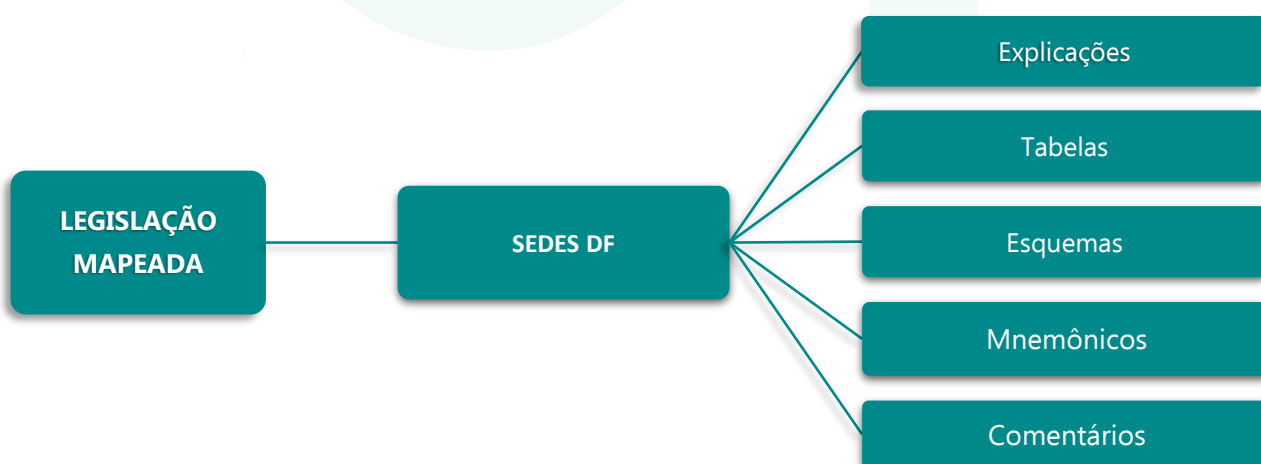 LEGISLAÇÃO
MAPEADA
SEDES DF
Explicações
Tabelas
Esquemas
Mnemônicos
Comentários